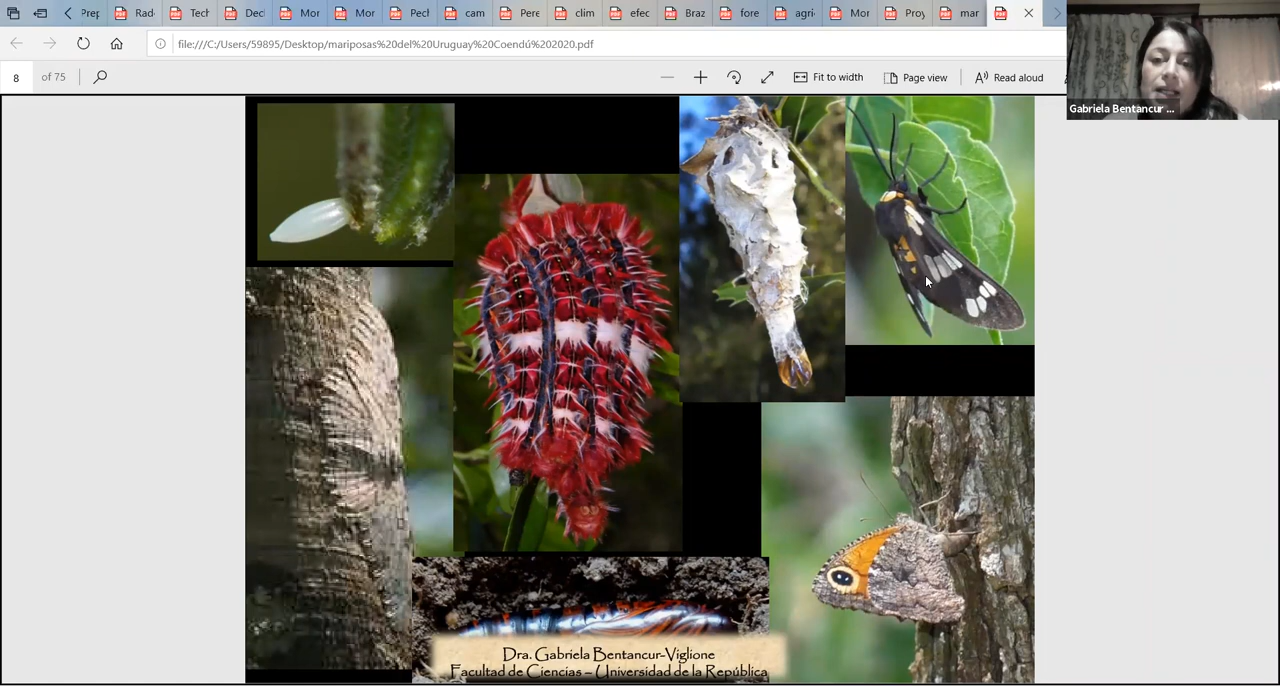 Prep
Rad
Tech
Decl
Mor
Mor
Pech
cam
Pere
clim
efec
Braz
fore
agri
Mor
Proy
mar
file:///C:/Users/59895/Desktop/mariposas%20del%20Uruguay%20Coendú%202020.pdf
8 of 75
Fit to width
Page view
Read aloud
Gabriela Bentancur ...
Dra. Gabriela Bentancur-Viglione
Facultad de Ciencias – Universidad de la República